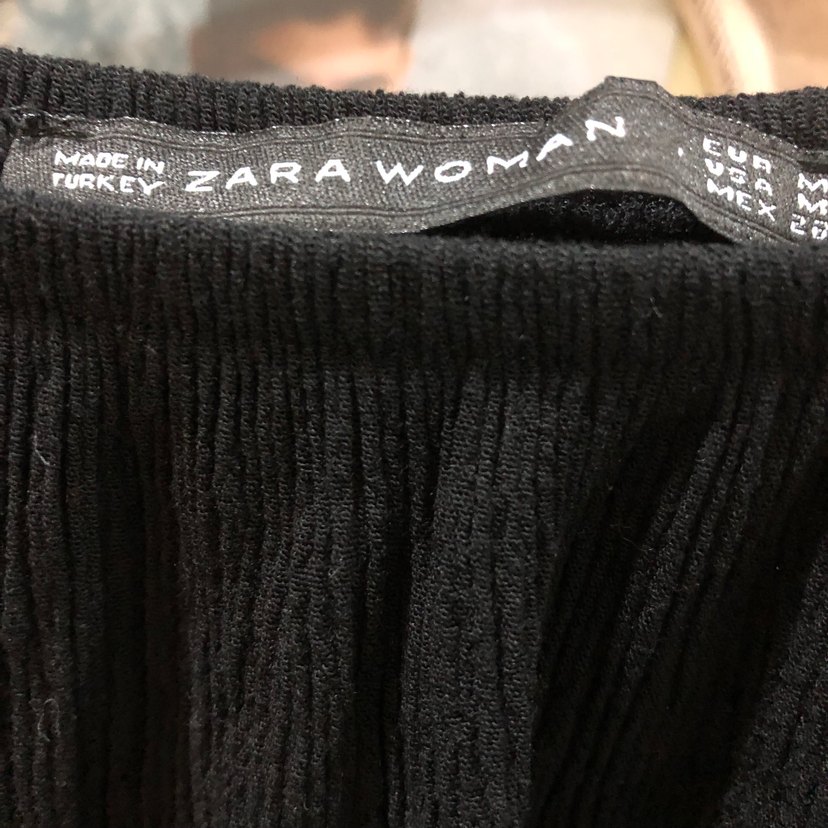 MADE IN
TURKEY
ZARA WOMAN
EUR M
USA M
MEX